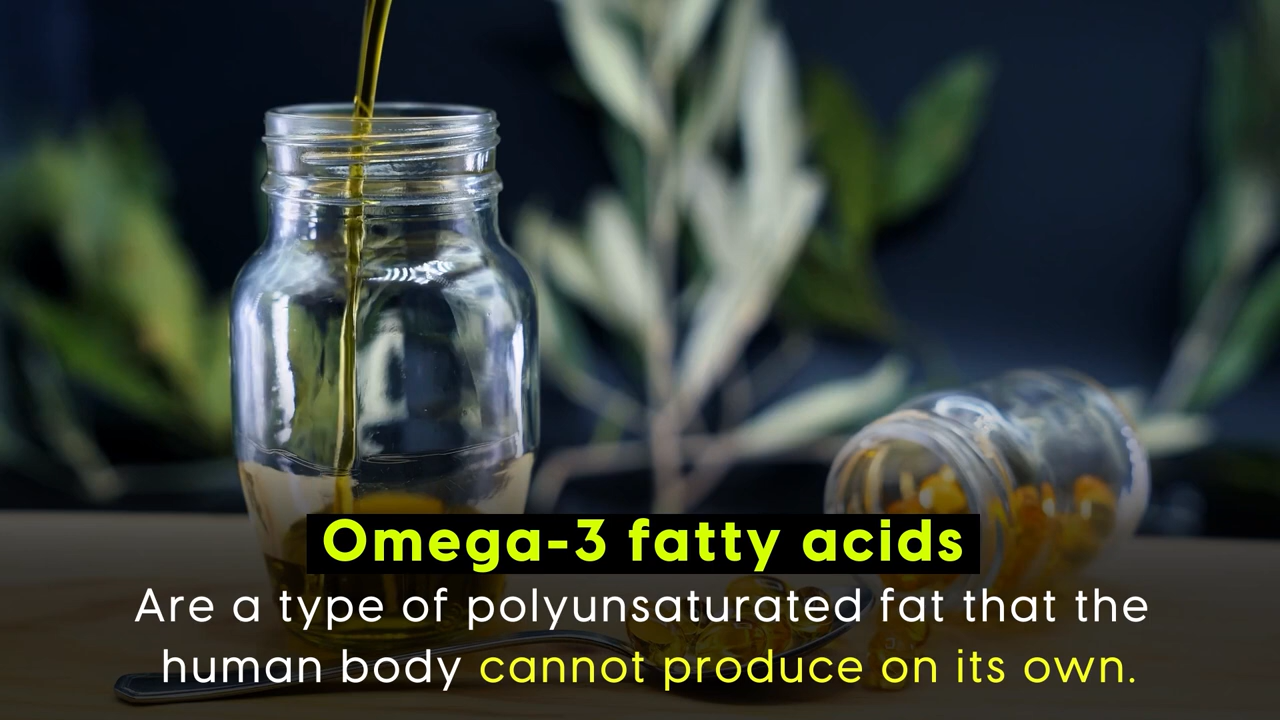 Omega-3 fatty acids
Are a type of polyunsaturated fat that the
human body cannot produce on its own.